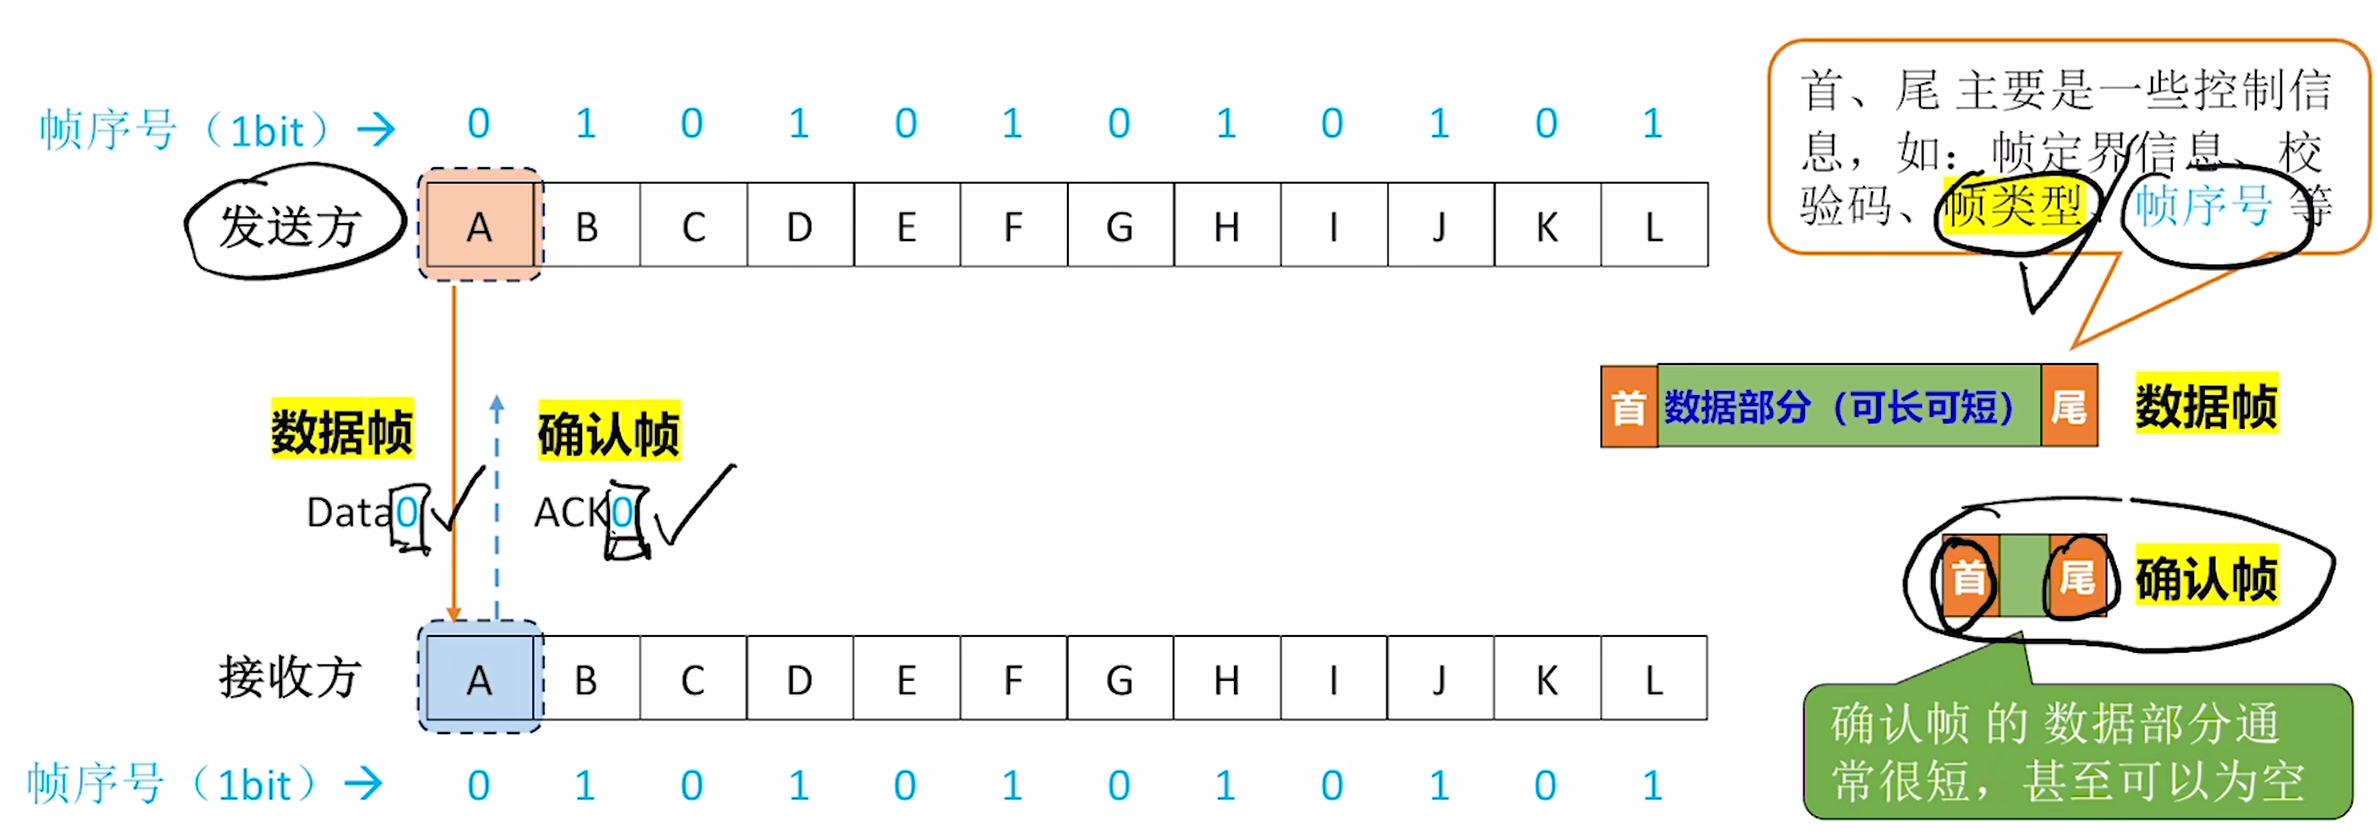 帧序号（1bit）→ 0 1 0 1 0 1 0 1 0 1 0 1
发送方 A B C D E F G H I J K L
首、尾 主要是一些控制信
息，如：帧定界信息、校
验码、帧类型、帧序号 等
首 数据部分（可长可短） 尾 数据帧
数据帧 确认帧
Data0 ACK0
首 尾 确认帧
接收方 A B C D E F G H I J K L
确认帧 的 数据部分通
常很短，甚至可以为空
帧序号（1bit）→ 0 1 0 1 0 1 0 1 0 1 0 1